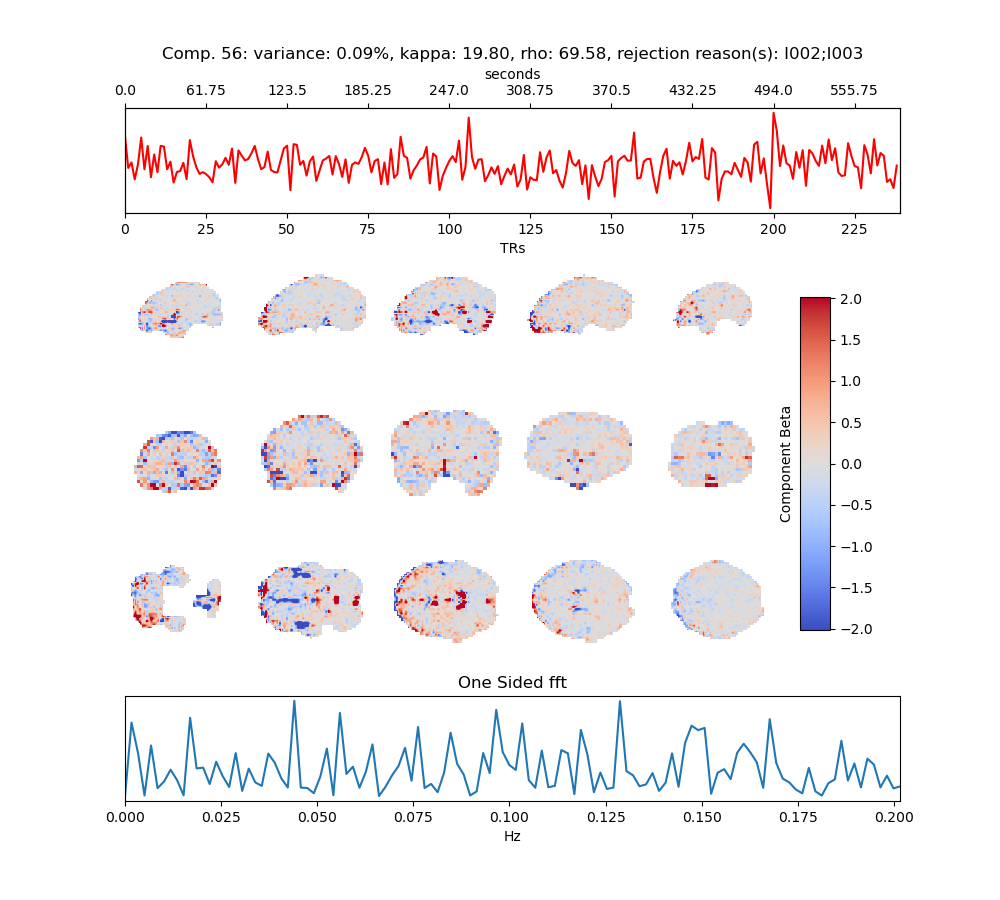 Comp. 56: variance: 0.09%, kappa: 19.80, rho: 69.58, rejection reason(s): I002;I003
seconds
0.0 61.75 123.5 185.25 247.0 308.75 370.5 432.25 494.0 555.75
0 25 50 75 100 125 150 175 200 225
TRs
2.0
1.5
1.0
0.5
0.0
−0.5
−1.0
−1.5
−2.0
Component Beta
One Sided fft
0.000 0.025 0.050 0.075 0.100 0.125 0.150 0.175 0.200
Hz